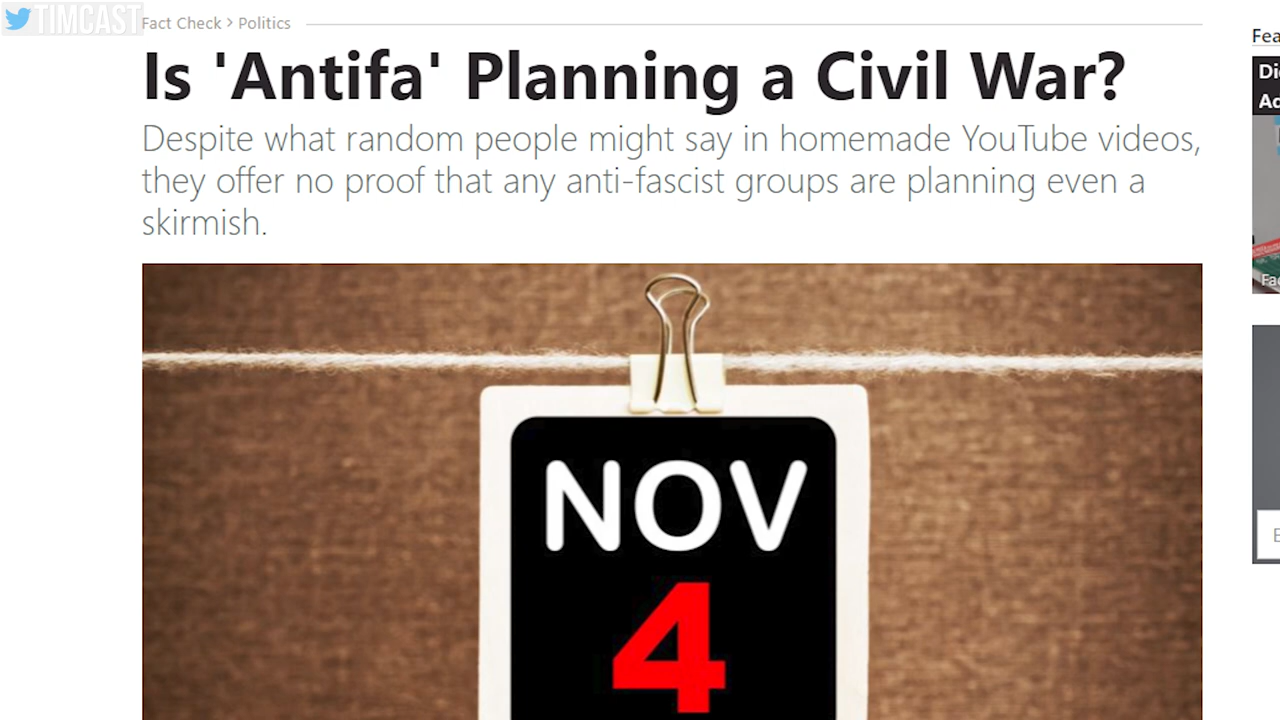 TIMCAST
Fact Check > Politics
Is 'Antifa' Planning a Civil War?
Despite what random people might say in homemade YouTube videos,
they offer no proof that any anti-fascist groups are planning even a
skirmish.
NOV
4